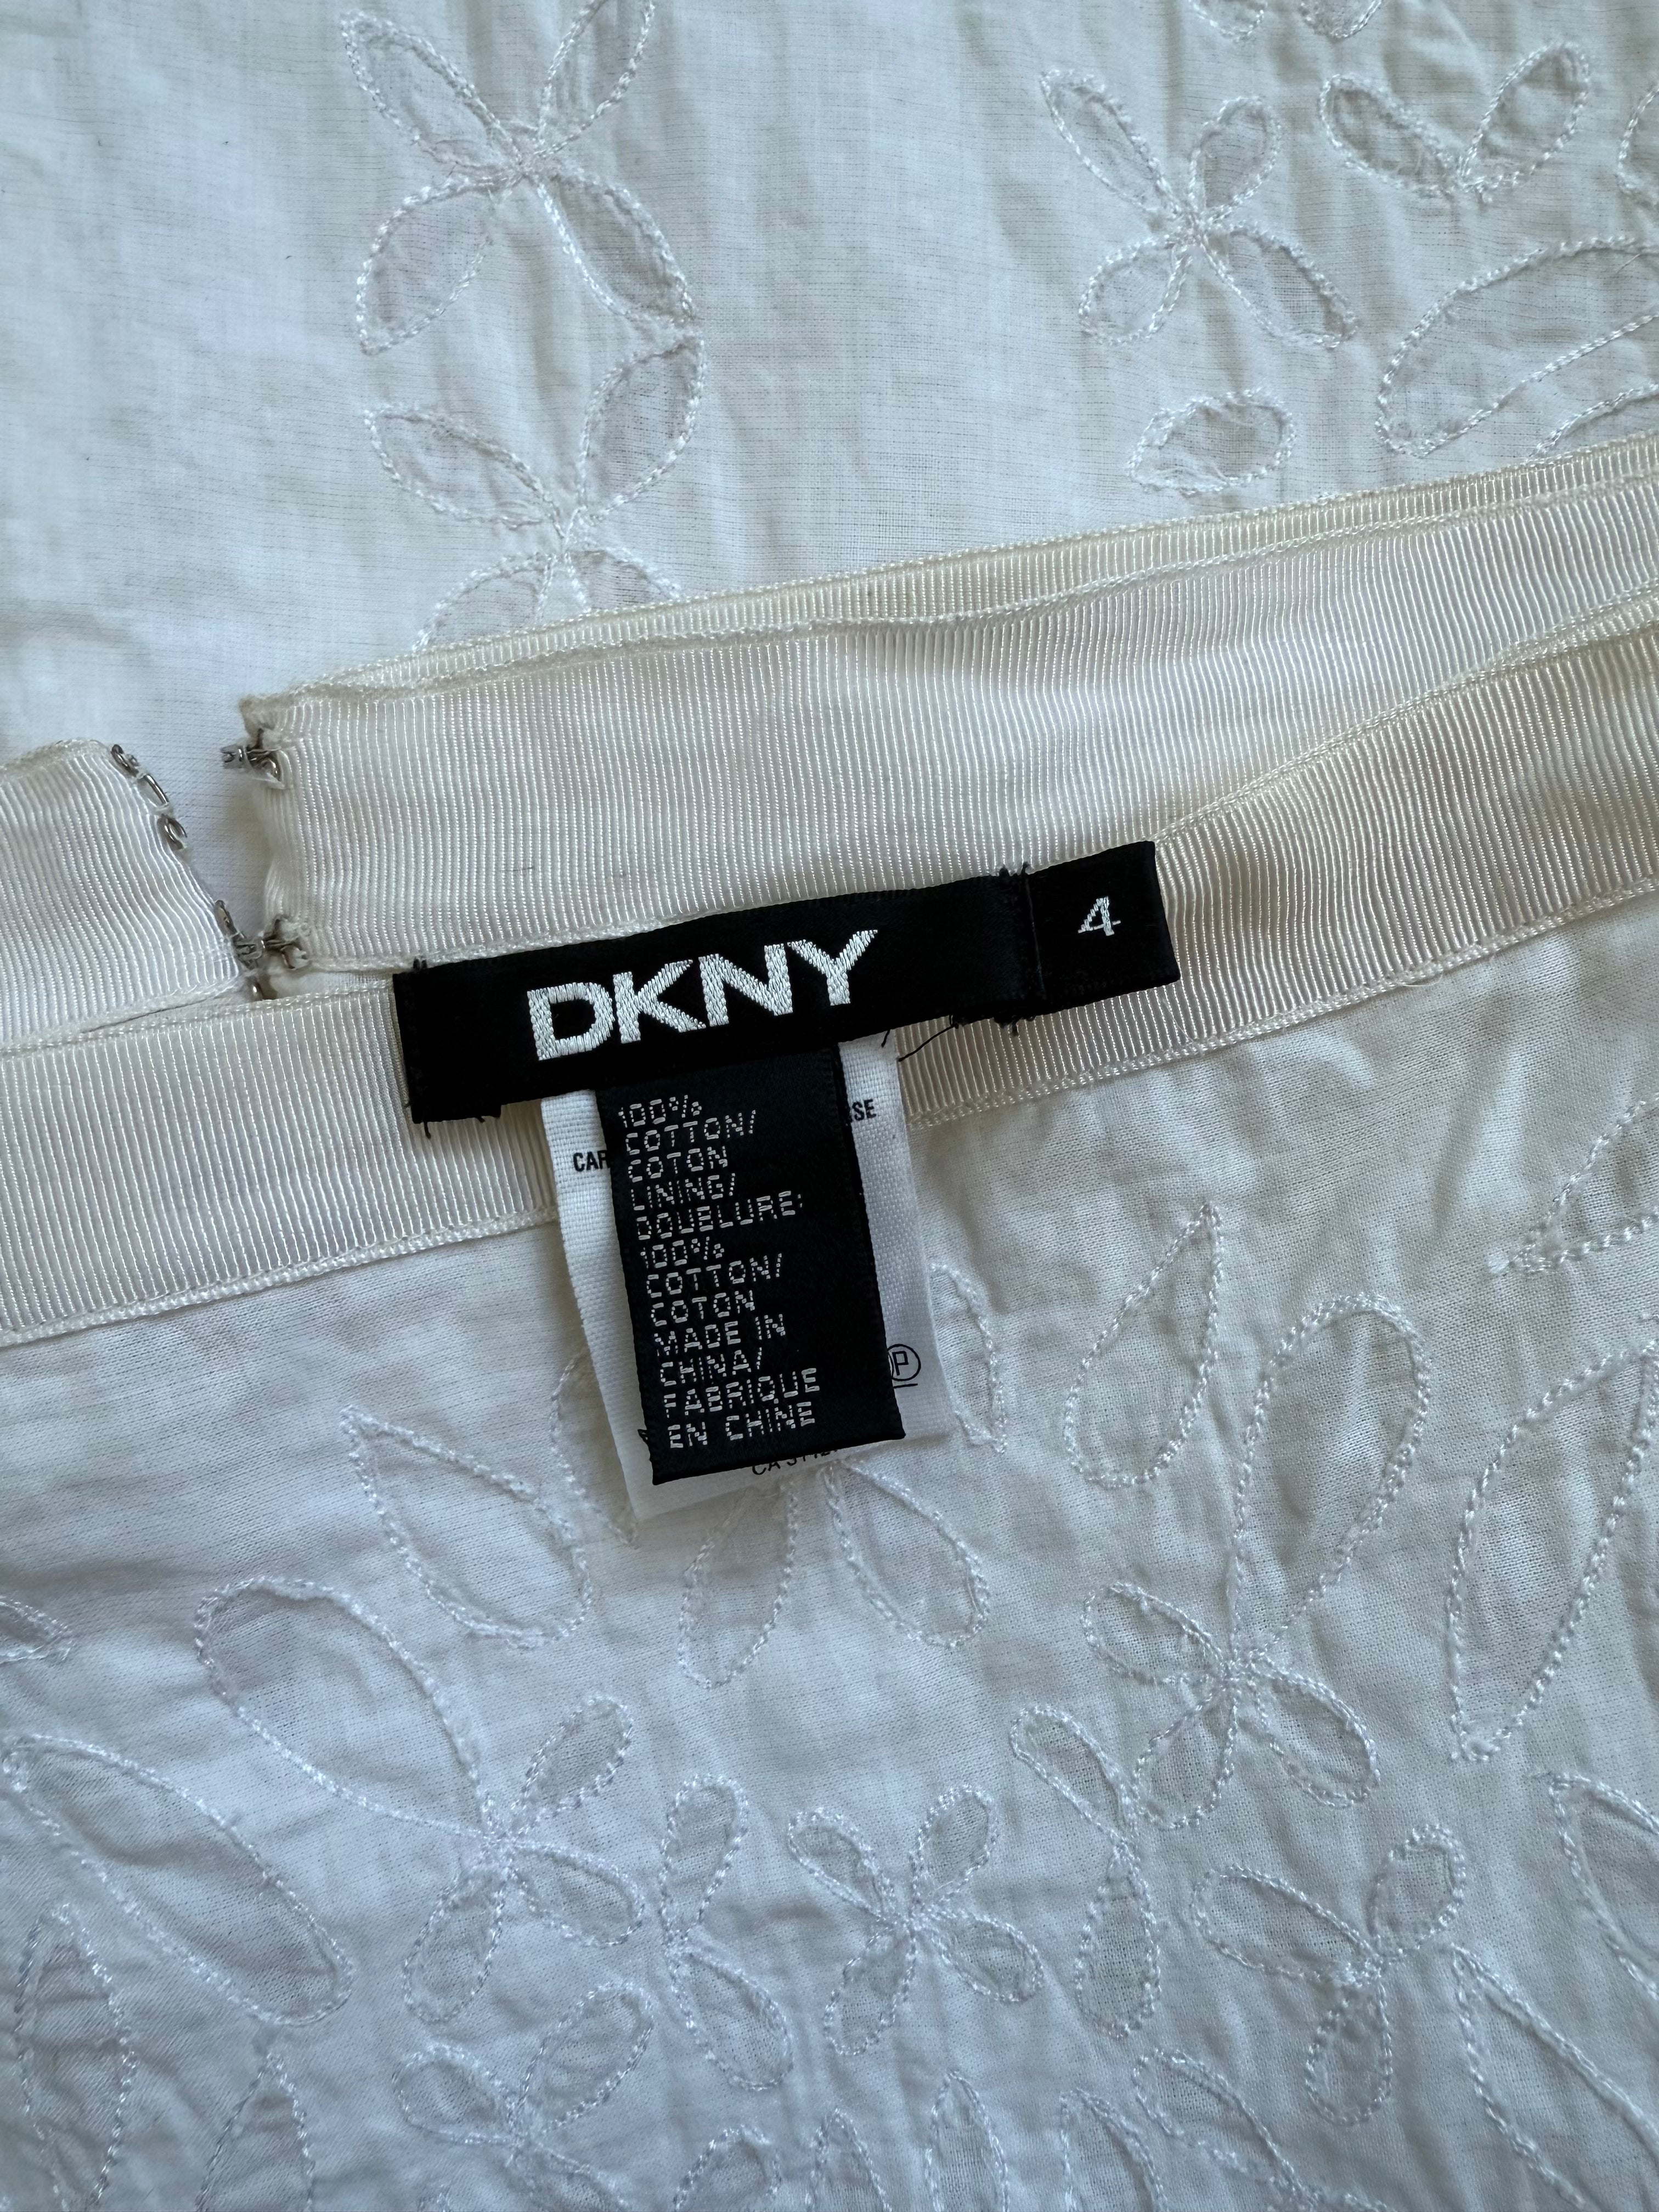 DKNY 4
100%
COTTON/
COTON
LINING/
DOUBLURE:
100%
COTTON/
COTON
MADE IN
CHINA/
FABRIQUE
EN CHINE
P